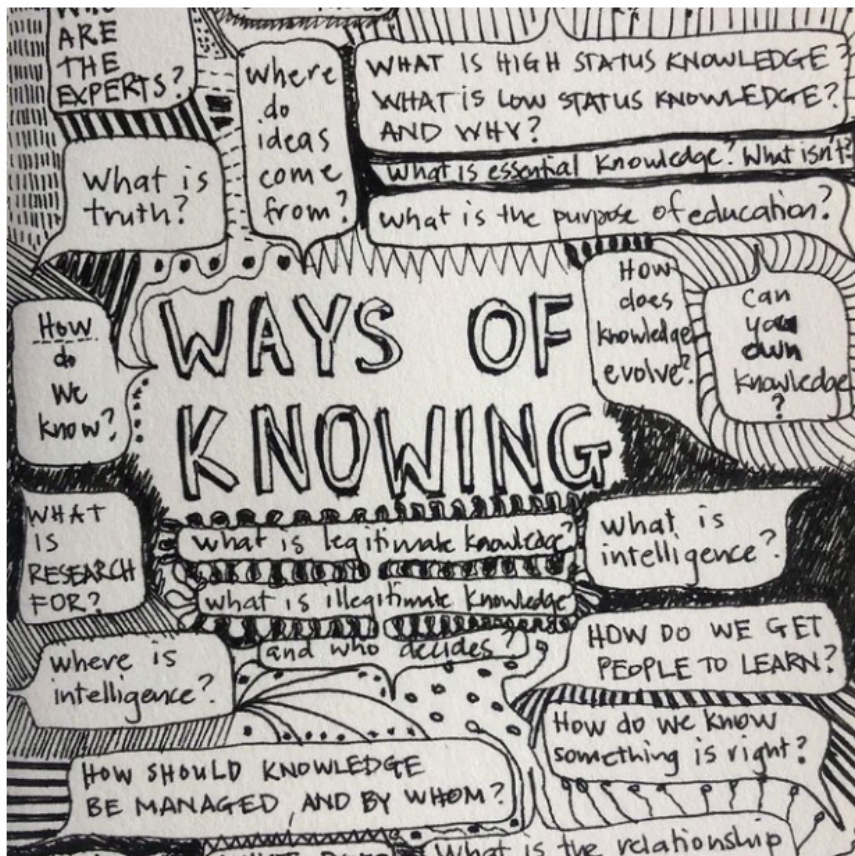 WHO
ARE
THE
EXPERTS?
where
do
ideas
come
from?
WHAT IS HIGH STATUS KNOWLEDGE?
WHAT is LOW STATUS KNOWLEDGE?
AND WHY?
What is essential knowledge? What isn't?
what is the purpose of education?
What is
truth?
How
do
We
know?
WAYS OF
KNOWING
How
does
knowledge
evolve?
Can
you
own
knowledge
?
WHAT
IS
RESEARCH
FOR?
what is legitimate knowledge?
what is illegitimate knowledge
and who decides?
what is
intelligence?
where is
intelligence?
HOW DO WE GET
PEOPLE TO LEARN?
How do we know
something is right?
HOW SHOULD KNOWLEDGE
BE MANAGED, AND BY WHOM?
What is the relationship